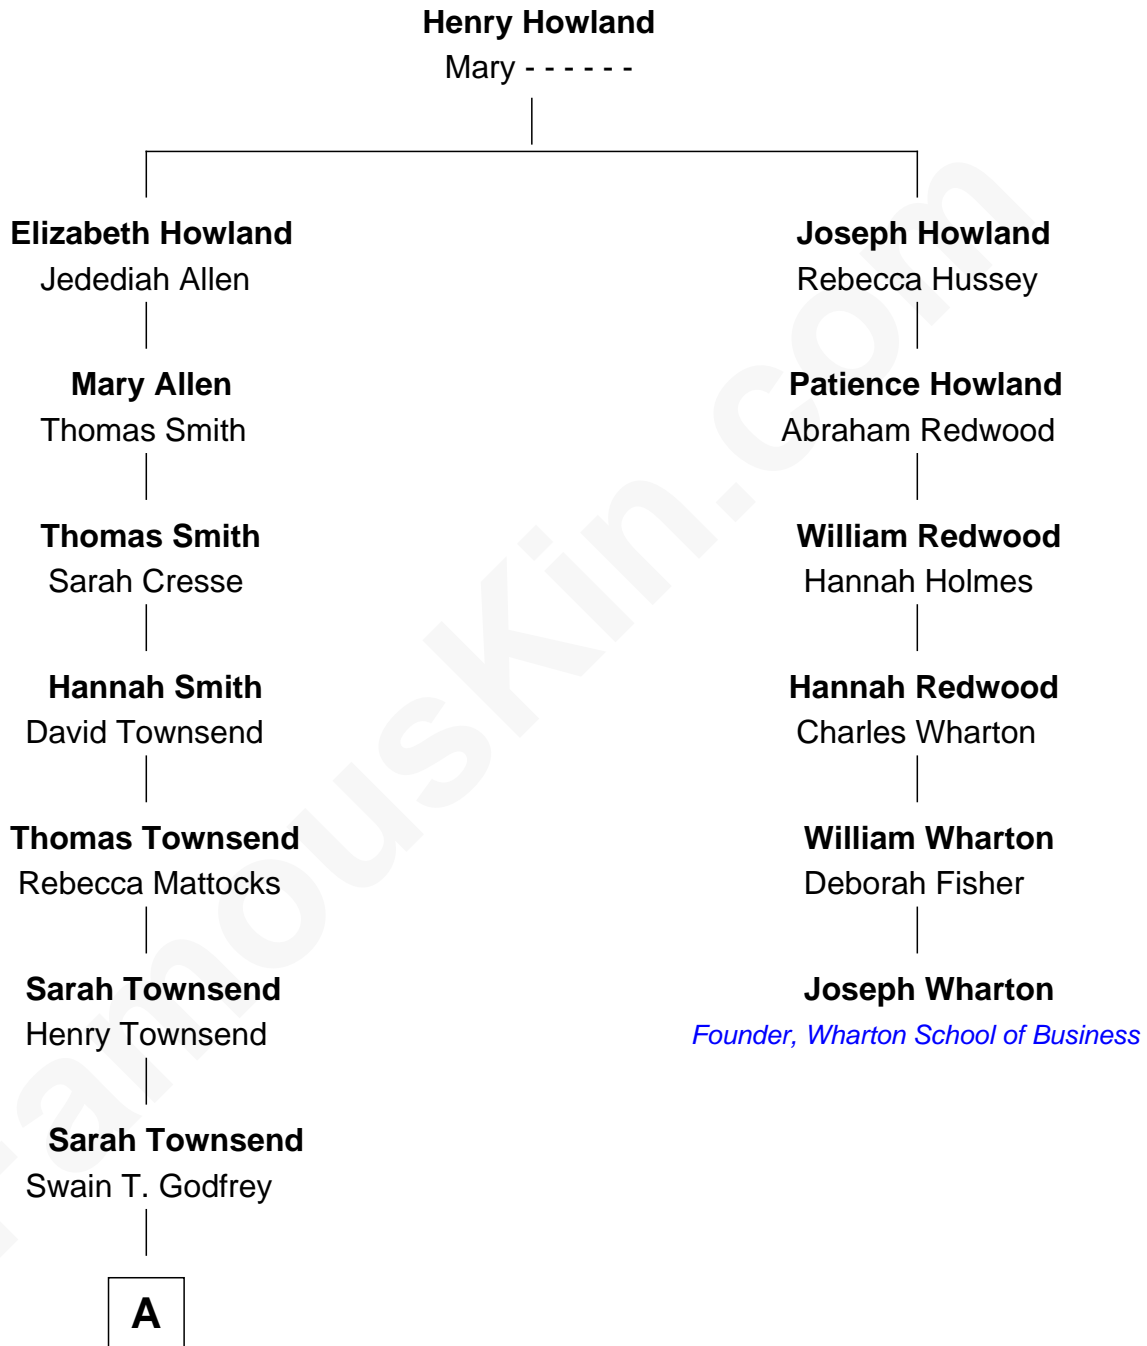 Henry Howland
Mary - - - - - -
Elizabeth Howland
Jedediah Allen
Joseph Howland
Rebecca Hussey
Mary Allen
Thomas Smith
Patience Howland
Abraham Redwood
Thomas Smith
Sarah Cresse
William Redwood
Hannah Holmes
Hannah Smith
David Townsend
Hannah Redwood
Charles Wharton
Thomas Townsend
Rebecca Mattocks
William Wharton
Deborah Fisher
Sarah Townsend
Henry Townsend
Joseph Wharton
Founder, Wharton School of Business
Sarah Townsend
Swain T. Godfrey
A
FamousKin.com